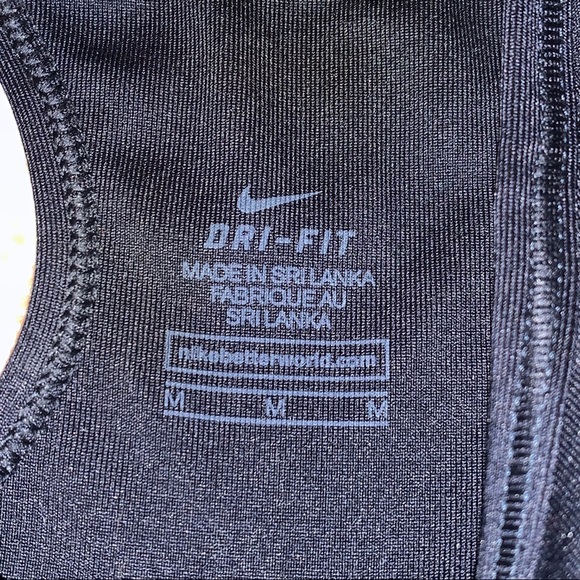 DRI-FIT
MADE IN SRI LANKA
FABRIQUE AU
SRI LANKA
nikebetterworld.com
M M M